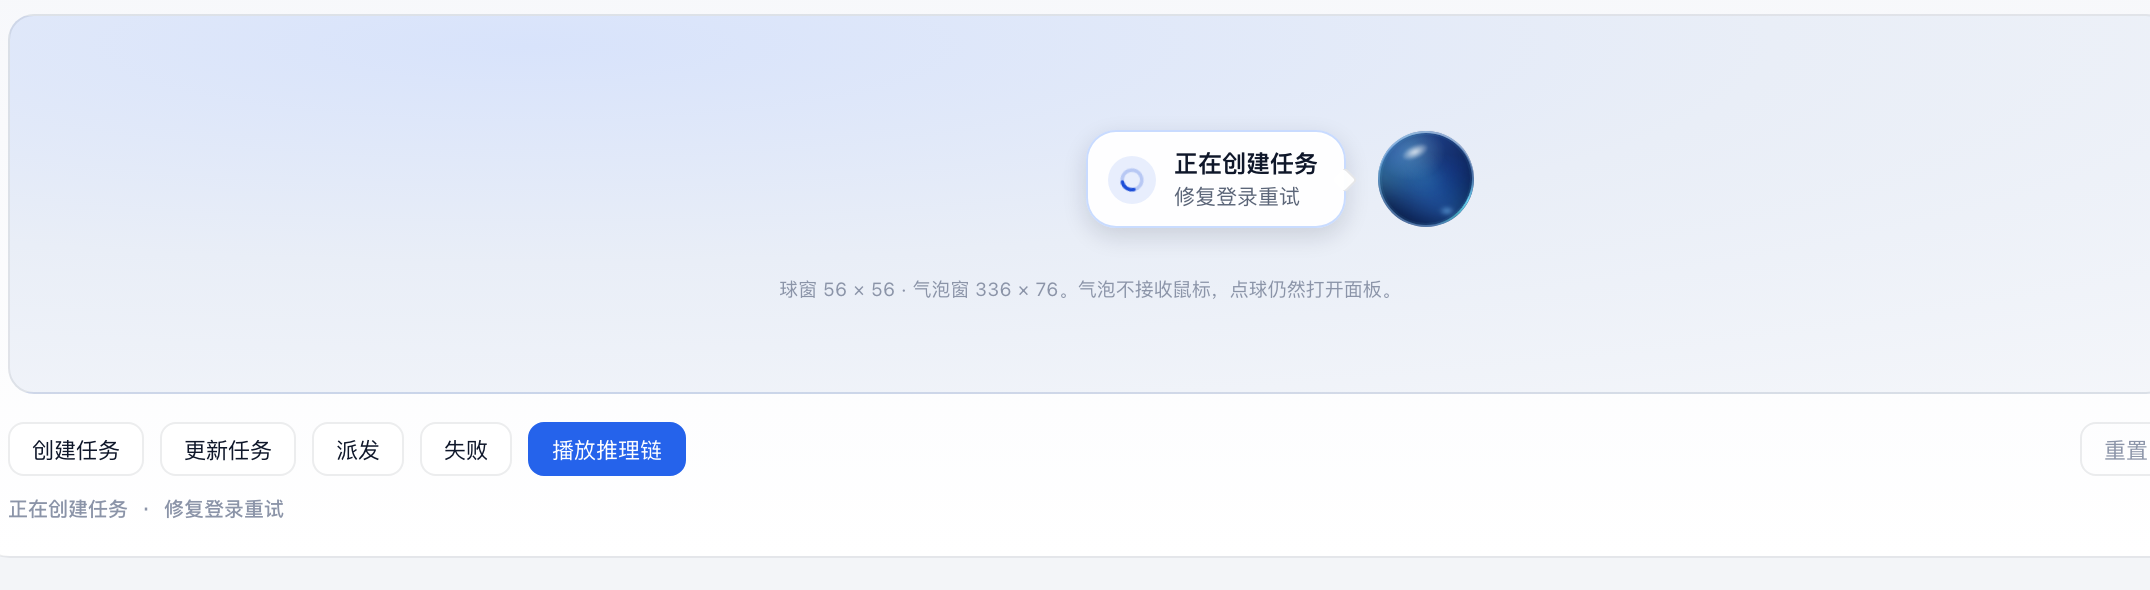 正在创建任务
修复登录重试
球窗 56 × 56 · 气泡窗 336 × 76。气泡不接收鼠标，点球仍然打开面板。
创建任务 更新任务 派发 失败 播放推理链 重置
正在创建任务 · 修复登录重试